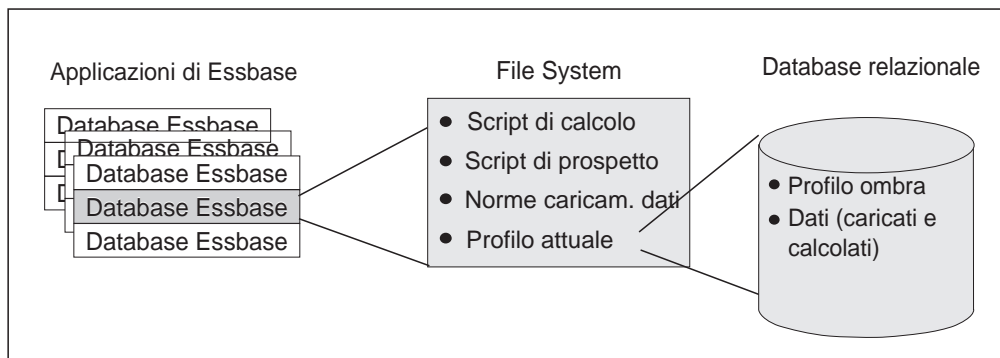 Applicazioni di Essbase
Database Essbase
D
D
Database Essbase
Database Essbase
Database Essbase
Database Essbase
File System
● Script di calcolo
● Script di prospetto
● Norme caricam. dati
● Profilo attuale
Database relazionale
● Profilo ombra
● Dati (caricati e
calcolati)